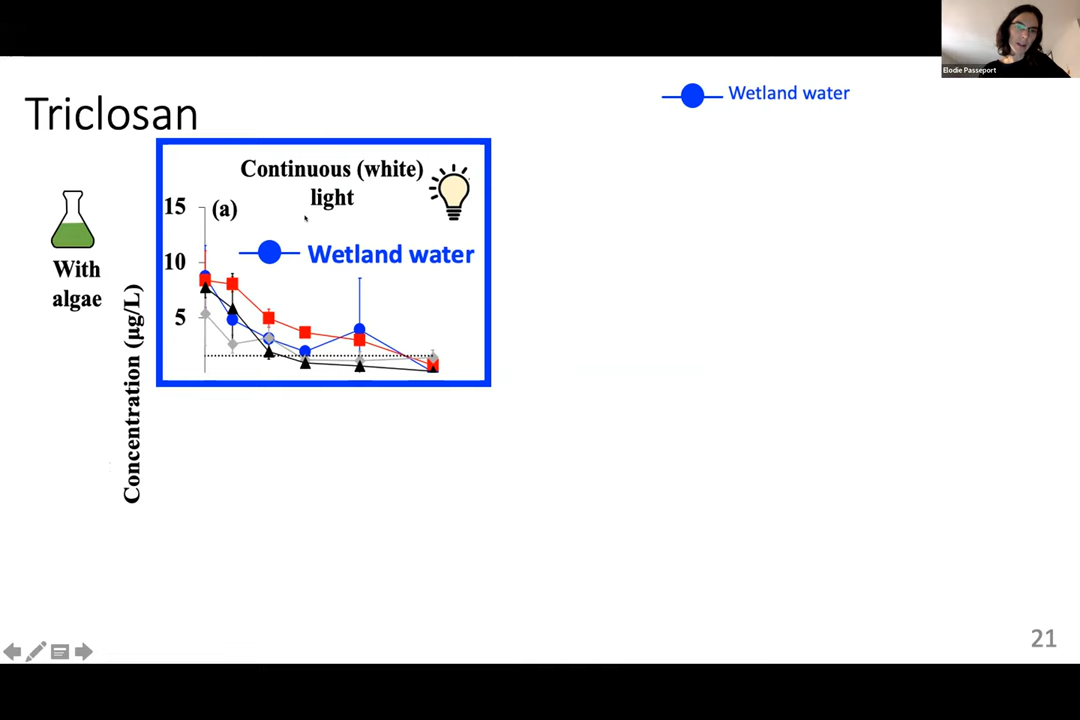 Elodie Passeport
Wetland water
Triclosan
Continuous (white)
light
15
(a)
10
Wetland water
5
With
algae
Concentration (µg/L)
21